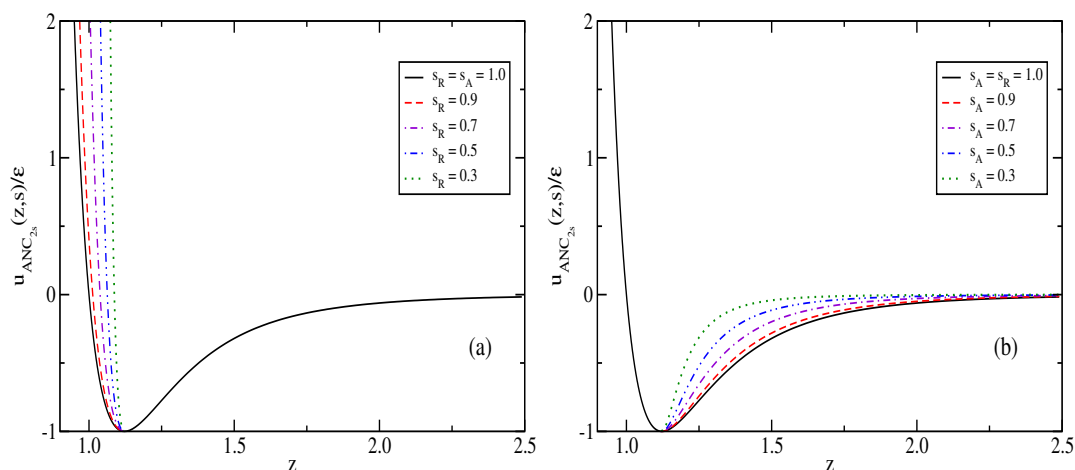 2
1
0
-1
u_ANC_2s(z,s)/ε
1.0
1.5
2.0
2.5
z
s_R = s_A = 1.0
s_R = 0.9
s_R = 0.7
s_R = 0.5
s_R = 0.3
(a)
2
1
0
-1
u_ANC_2s(z,s)/ε
1.0
1.5
2.0
2.5
z
s_A = s_R = 1.0
s_A = 0.9
s_A = 0.7
s_A = 0.5
s_A = 0.3
(b)